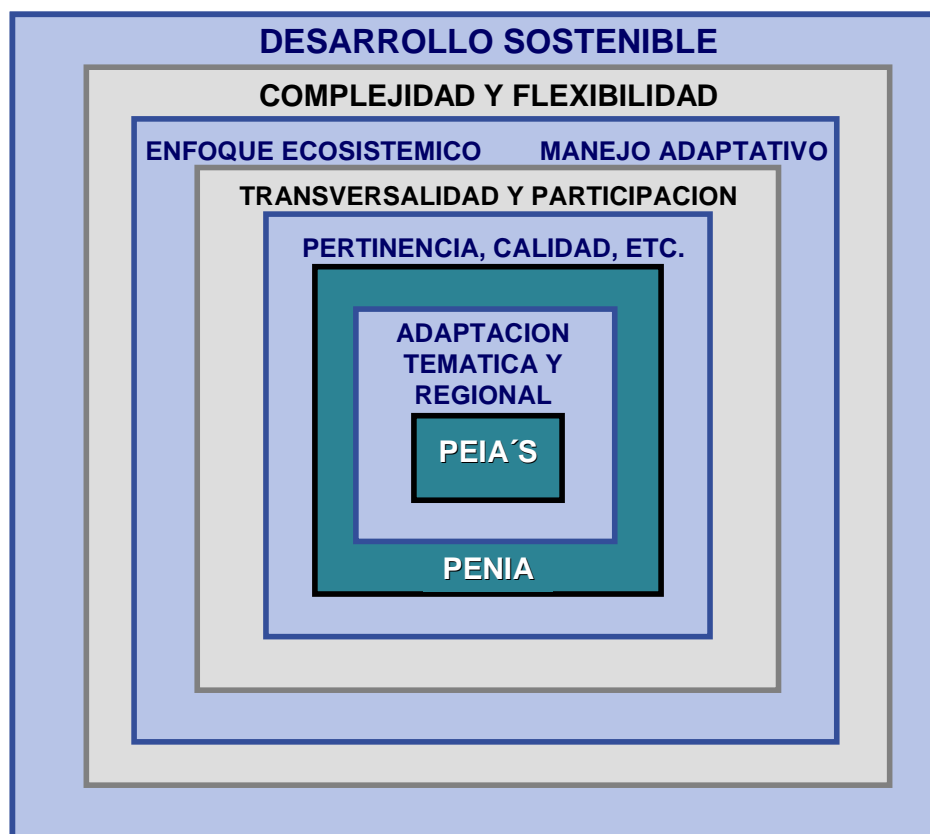 DESARROLLO SOSTENIBLE
COMPLEJIDAD Y FLEXIBILIDAD
ENFOQUE ECOSISTEMICO MANEJO ADAPTATIVO
TRANSVERSALIDAD Y PARTICIPACION
PERTINENCIA, CALIDAD, ETC.
ADAPTACION
TEMATICA Y
REGIONAL
PEIA´S
PENIA